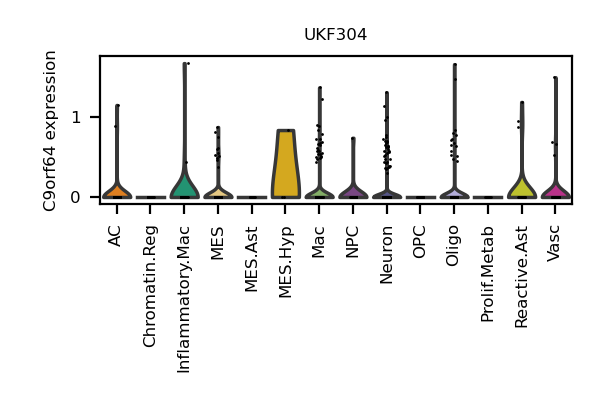 UKF304
C9orf64 expression
1
0
AC
Chromatin.Reg
Inflammatory.Mac
MES
MES.Ast
MES.Hyp
Mac
NPC
Neuron
OPC
Oligo
Prolif.Metab
Reactive.Ast
Vasc